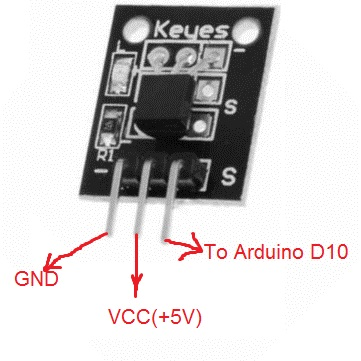 Keyes
L
-
S
R1
L
- S
To Arduino D10
GND
VCC(+5V)